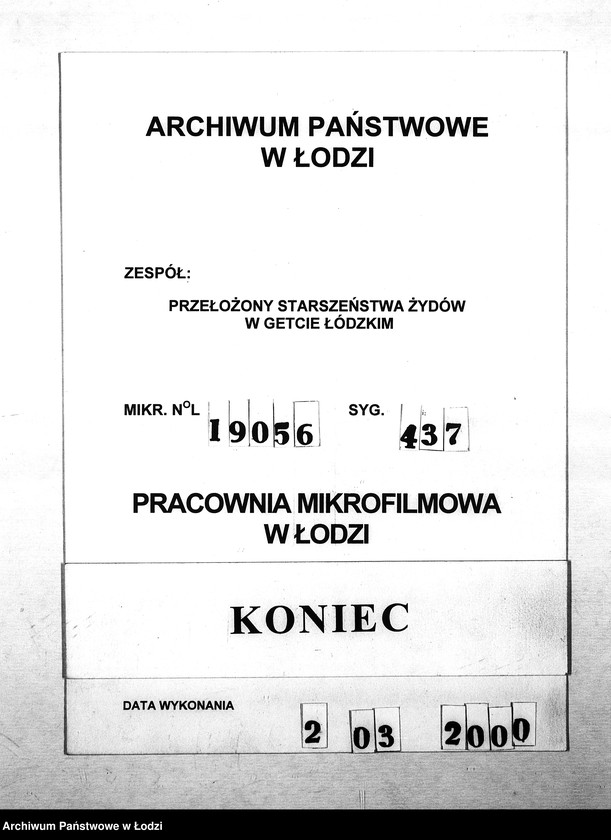 ARCHIWUM PAŃSTWOWE
W ŁODZI
ZESPÓŁ:
PRZEŁOŻONY STARSZEŃSTWA ŻYDÓW
W GETCIE ŁÓDZKIM
MIKR. NºL 19056 SYG. 437
PRACOWNIA MIKROFILMOWA
W ŁODZI
KONIEC
DATA WYKONANIA 2 03 2000
Archiwum Państwowe w Łodzi